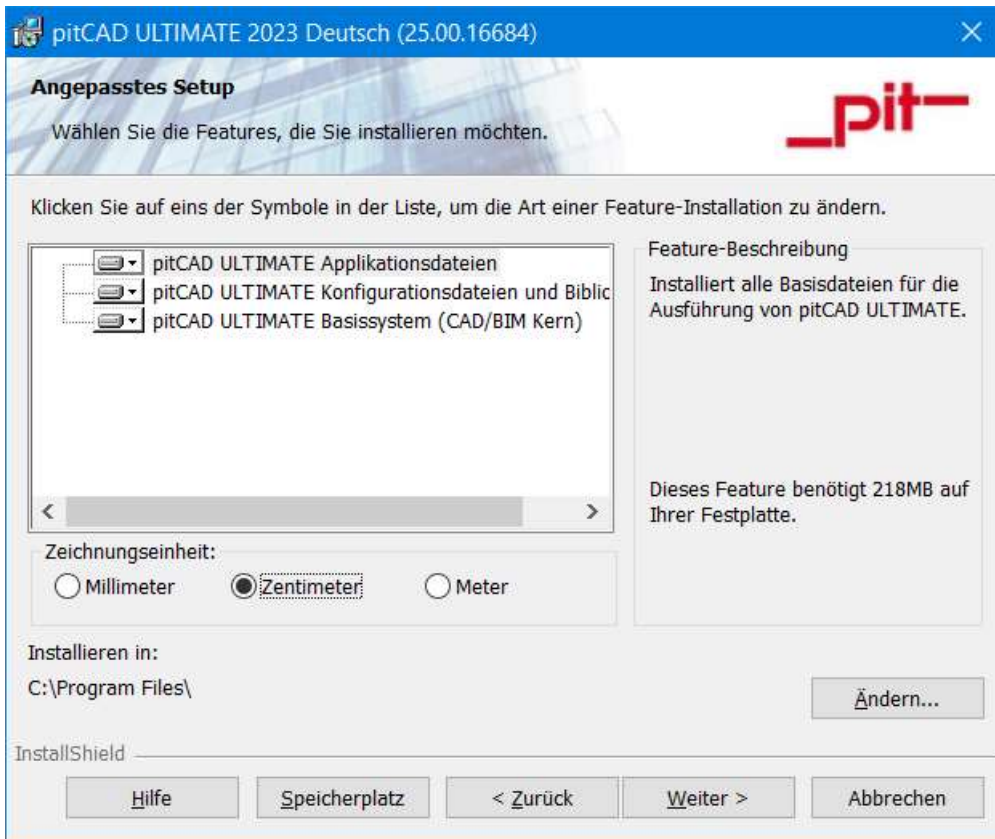 pitCAD ULTIMATE 2023 Deutsch (25.00.16684)
Angepasstes Setup
Wählen Sie die Features, die Sie installieren möchten.
_pit
Klicken Sie auf eins der Symbole in der Liste, um die Art einer Feature-Installation zu ändern.
pitCAD ULTIMATE Applikationsdateien
pitCAD ULTIMATE Konfigurationsdateien und Biblic
pitCAD ULTIMATE Basissystem (CAD/BIM Kern)
Feature-Beschreibung
Installiert alle Basisdateien für die
Ausführung von pitCAD ULTIMATE.
Dieses Feature benötigt 218MB auf
Ihrer Festplatte.
Zeichnungseinheit:
Millimeter
Zentimeter
Meter
Installieren in:
C:\Program Files\
Ändern...
InstallShield
Hilfe
Speicherplatz
< Zurück
Weiter >
Abbrechen